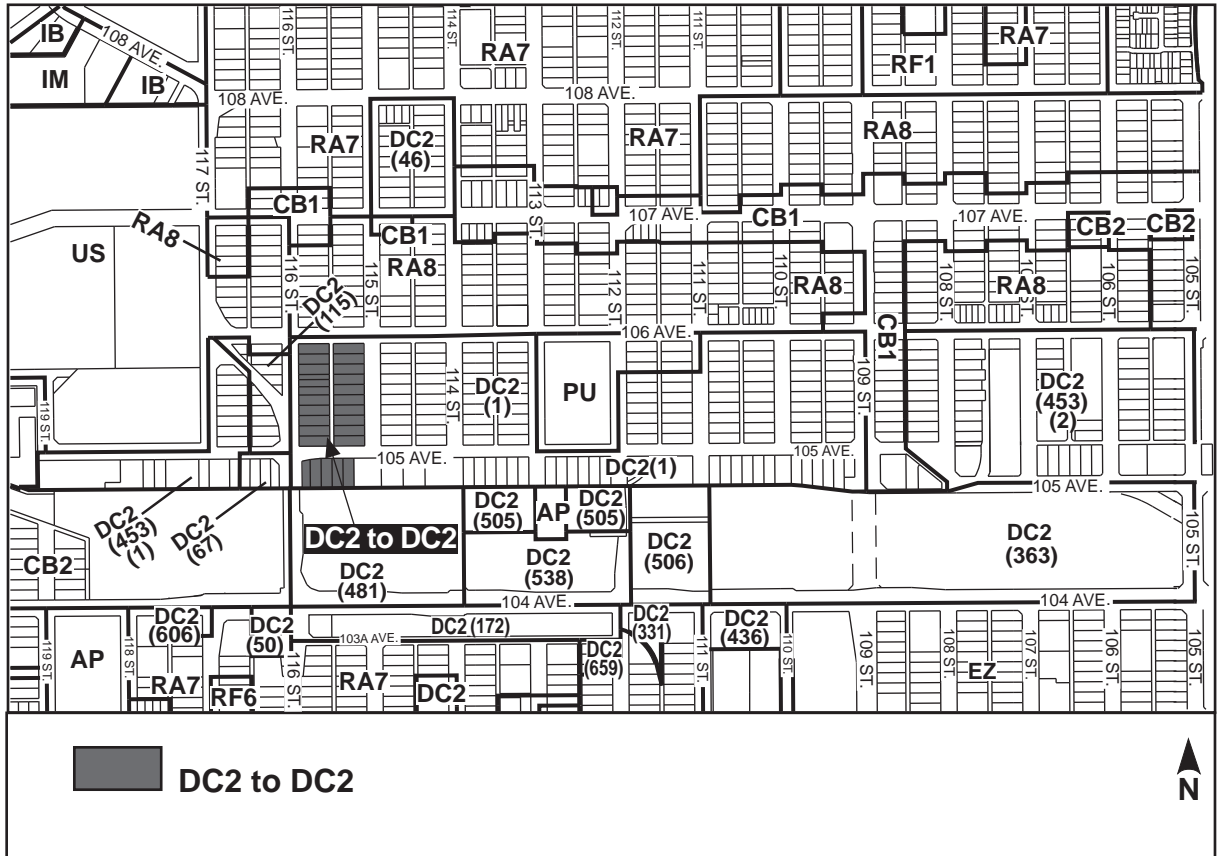 IB
108 AVE.
IM
IB
116 ST.
114 ST.
RA7
112 ST.
111 ST.
RF1
RA7
108 AVE.
108 AVE.
117 ST.
RA7
DC2
(46)
RA7
RA8
CB1
113 ST.
107 AVE.
CB1
107 AVE.
CB2
CB2
RA8
US
CB1
RA8
116 ST.
115 ST.
DC2
(115)
112 ST.
111 ST.
110 ST.
RA8
108 ST.
RA8
106 ST.
105 ST.
106 AVE.
CB1
119 ST.
114 ST.
DC2
(1)
PU
109 ST.
DC2
(453)
(2)
105 AVE.
105 AVE.
DC2(1)
105 AVE.
DC2
(453)
(1)
DC2
(67)
DC2 to DC2
DC2
(505)
AP
DC2
(505)
DC2
(506)
DC2
(363)
105 ST.
CB2
DC2
(481)
DC2
(538)
104 AVE.
104 AVE.
119 ST.
AP
118 ST.
DC2
(606)
RA7
DC2
(50)
RF6
116 ST.
103A AVE.
DC2 (172)
RA7
DC2
DC2
(659)
DC2
(331)
111 ST.
DC2
(436)
110 ST.
109 ST.
108 ST.
EZ
107 ST.
106 ST.
105 ST.
DC2 to DC2
N